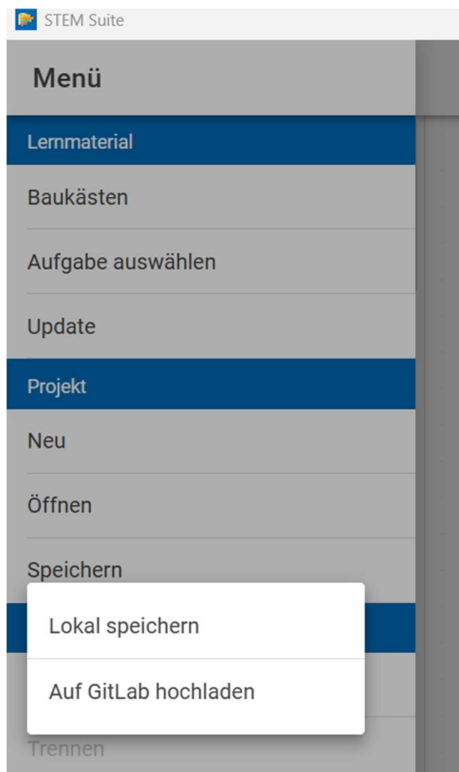 STEM Suite
Menü
Lernmaterial
Baukästen
Aufgabe auswählen
Update
Projekt
Neu
Öffnen
Speichern
Lokal speichern
Auf GitLab hochladen
Trennen